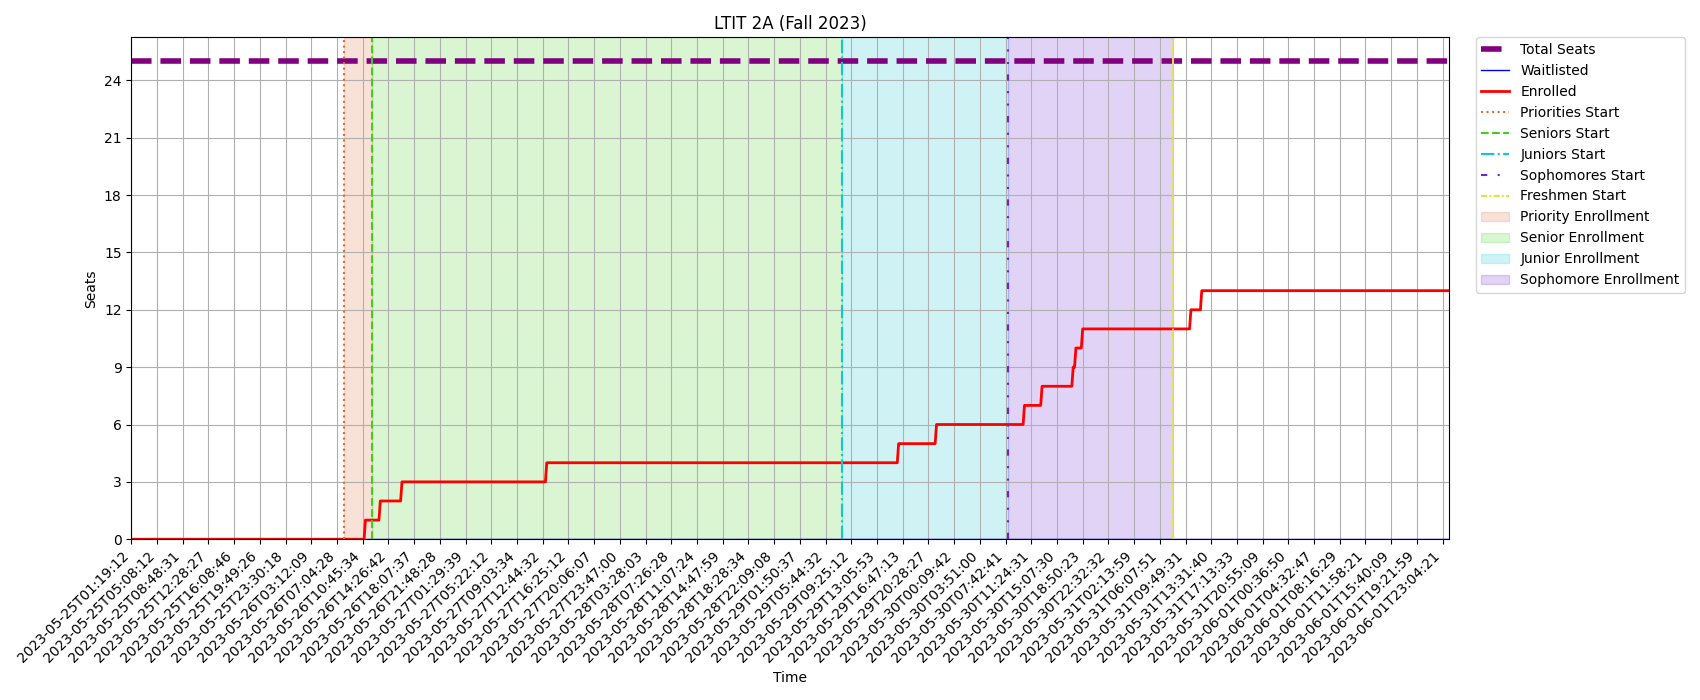 LTIT 2A (Fall 2023)
Total Seats
Waitlisted
Enrolled
Priorities Start
Seniors Start
Juniors Start
Sophomores Start
Freshmen Start
Priority Enrollment
Senior Enrollment
Junior Enrollment
Sophomore Enrollment
Seats
24
21
18
15
12
9
6
3
0
2023-05-25T01:19:12
2023-05-25T05:08:12
2023-05-25T08:48:31
2023-05-25T12:28:27
2023-05-25T16:08:46
2023-05-25T19:49:26
2023-05-25T23:30:18
2023-05-26T03:12:09
2023-05-26T07:04:28
2023-05-26T10:45:34
2023-05-26T14:26:42
2023-05-26T18:07:37
2023-05-26T21:48:28
2023-05-27T01:29:39
2023-05-27T05:22:12
2023-05-27T09:03:34
2023-05-27T12:44:32
2023-05-27T16:25:12
2023-05-27T20:06:07
2023-05-27T23:47:00
2023-05-28T03:28:03
2023-05-28T07:26:28
2023-05-28T11:07:24
2023-05-28T14:47:59
2023-05-28T18:28:34
2023-05-28T22:09:08
2023-05-29T01:50:37
2023-05-29T05:44:32
2023-05-29T09:25:12
2023-05-29T13:05:53
2023-05-29T16:47:13
2023-05-29T20:28:27
2023-05-30T00:09:42
2023-05-30T03:51:00
2023-05-30T07:42:41
2023-05-30T11:24:31
2023-05-30T15:07:30
2023-05-30T18:50:23
2023-05-30T22:32:32
2023-05-31T02:13:59
2023-05-31T06:07:51
2023-05-31T09:49:31
2023-05-31T13:31:40
2023-05-31T17:13:33
2023-05-31T20:55:09
2023-06-01T00:36:50
2023-06-01T04:32:47
2023-06-01T08:16:29
2023-06-01T11:58:21
2023-06-01T15:40:09
2023-06-01T19:21:59
2023-06-01T23:04:21
Time